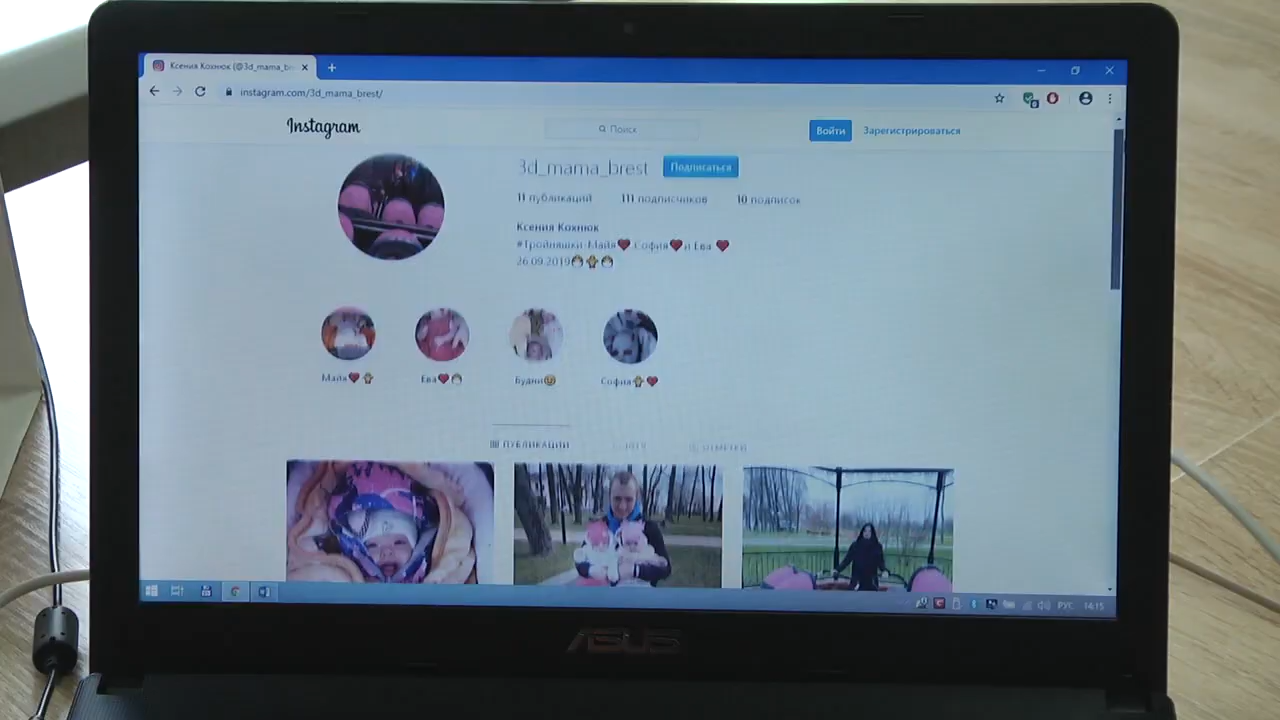 Ксения Кохнюк (@3d_mama_br
instagram.com/3d_mama_brest/
Instagram
Поиск
Войти
Зарегистрироваться
3d_mama_brest
Подписаться
11 публикаций 111 подписчиков 10 подписок
Ксения Кохнюк
#Тройняшки Майя❤ София❤ и Ева ❤
26.09.2019
Майя❤
Ева❤
Будни
София❤
ПУБЛИКАЦИИ
ОТМЕТКИ
РУС 14:15
ASUS